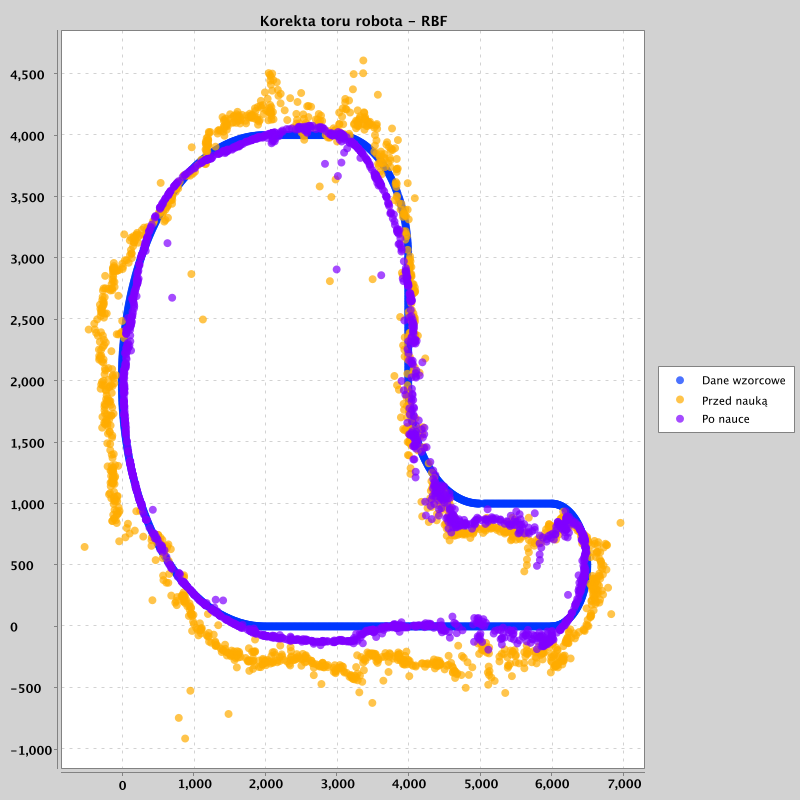 Korekta toru robota – RBF
4,500
4,000
3,500
3,000
2,500
2,000
1,500
1,000
500
0
−500
−1,000
0 1,000 2,000 3,000 4,000 5,000 6,000 7,000
Dane wzorcowe
Przed nauką
Po nauce